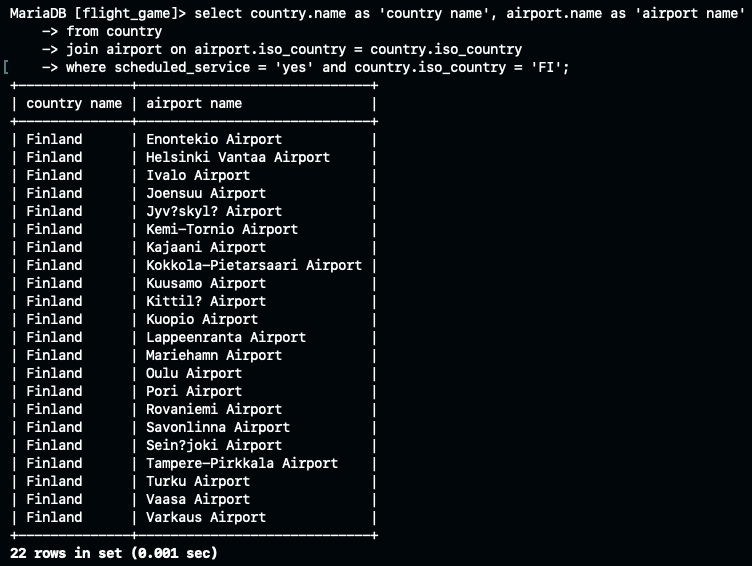 MariaDB [flight_game]> select country.name as 'country name', airport.name as 'airport name'
    -> from country
    -> join airport on airport.iso_country = country.iso_country
[    -> where scheduled_service = 'yes' and country.iso_country = 'FI';
+--------------+-----------------------------+
| country name | airport name                |
+--------------+-----------------------------+
| Finland      | Enontekio Airport           |
| Finland      | Helsinki Vantaa Airport     |
| Finland      | Ivalo Airport               |
| Finland      | Joensuu Airport             |
| Finland      | Jyv?skyl? Airport           |
| Finland      | Kemi-Tornio Airport         |
| Finland      | Kajaani Airport             |
| Finland      | Kokkola-Pietarsaari Airport |
| Finland      | Kuusamo Airport             |
| Finland      | Kittil? Airport             |
| Finland      | Kuopio Airport              |
| Finland      | Lappeenranta Airport        |
| Finland      | Mariehamn Airport           |
| Finland      | Oulu Airport                |
| Finland      | Pori Airport                |
| Finland      | Rovaniemi Airport           |
| Finland      | Savonlinna Airport          |
| Finland      | Sein?joki Airport           |
| Finland      | Tampere-Pirkkala Airport    |
| Finland      | Turku Airport               |
| Finland      | Vaasa Airport               |
| Finland      | Varkaus Airport             |
+--------------+-----------------------------+
22 rows in set (0.001 sec)